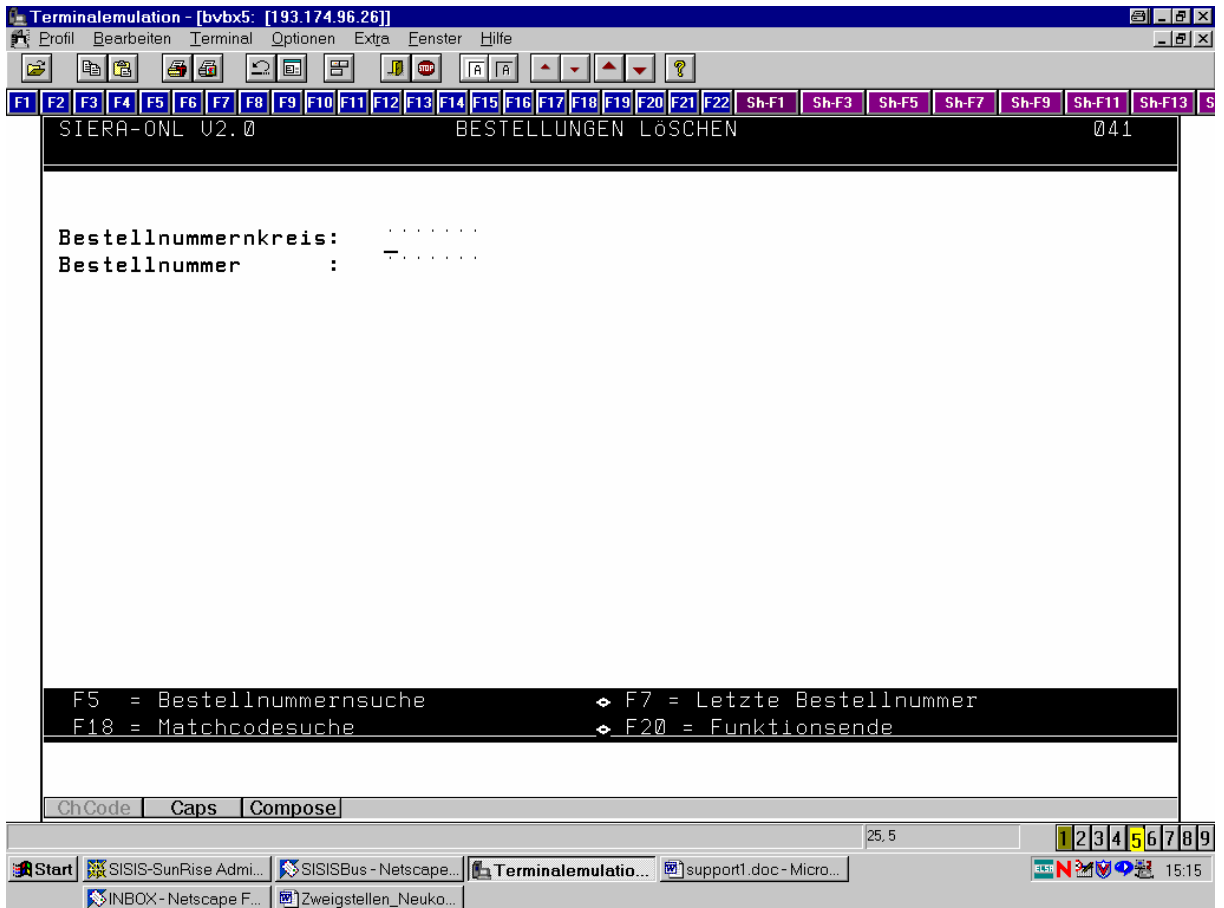 Terminalemulation - [bvbx5: [193.174.96.26]]
Profil Bearbeiten Terminal Optionen Extra Fenster Hilfe
STOP A A
F1 F2 F3 F4 F5 F6 F7 F8 F9 F10 F11 F12 F13 F14 F15 F16 F17 F18 F19 F20 F21 F22 Sh-F1 Sh-F3 Sh-F5 Sh-F7 Sh-F9 Sh-F11 Sh-F13 S
SIERA-ONL V2.0 BESTELLUNGEN LöSCHEN 041
Bestellnummernkreis: . . . . . . .
Bestellnummer : . . . . . . .
F5 = Bestellnummernsuche F7 = Letzte Bestellnummer
F18 = Matchcodesuche F20 = Funktionsende
ChCode Caps Compose
25, 5 1 2 3 4 5 6 7 8 9
Start SISIS-SunRise Admi... SISISBus - Netscape... Terminalemulatio... support1.doc - Micro... N 15:15
INBOX - Netscape F... Zweigstellen_Neuko...